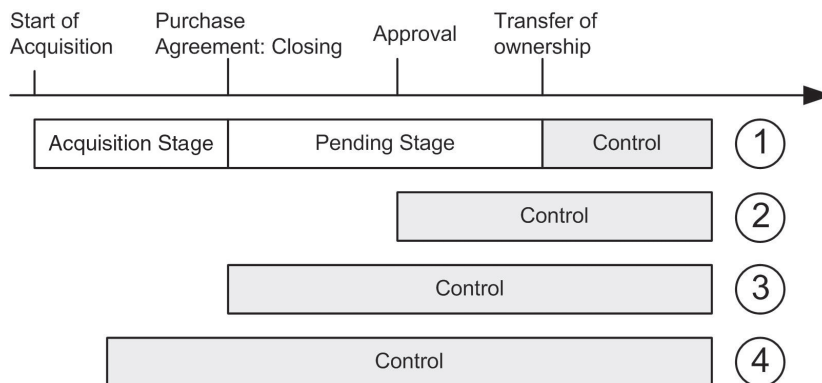 Start of
Acquisition
Purchase
Agreement: Closing
Approval
Transfer of
ownership
Acquisition Stage
Pending Stage
Control
1
Control
2
Control
3
Control
4